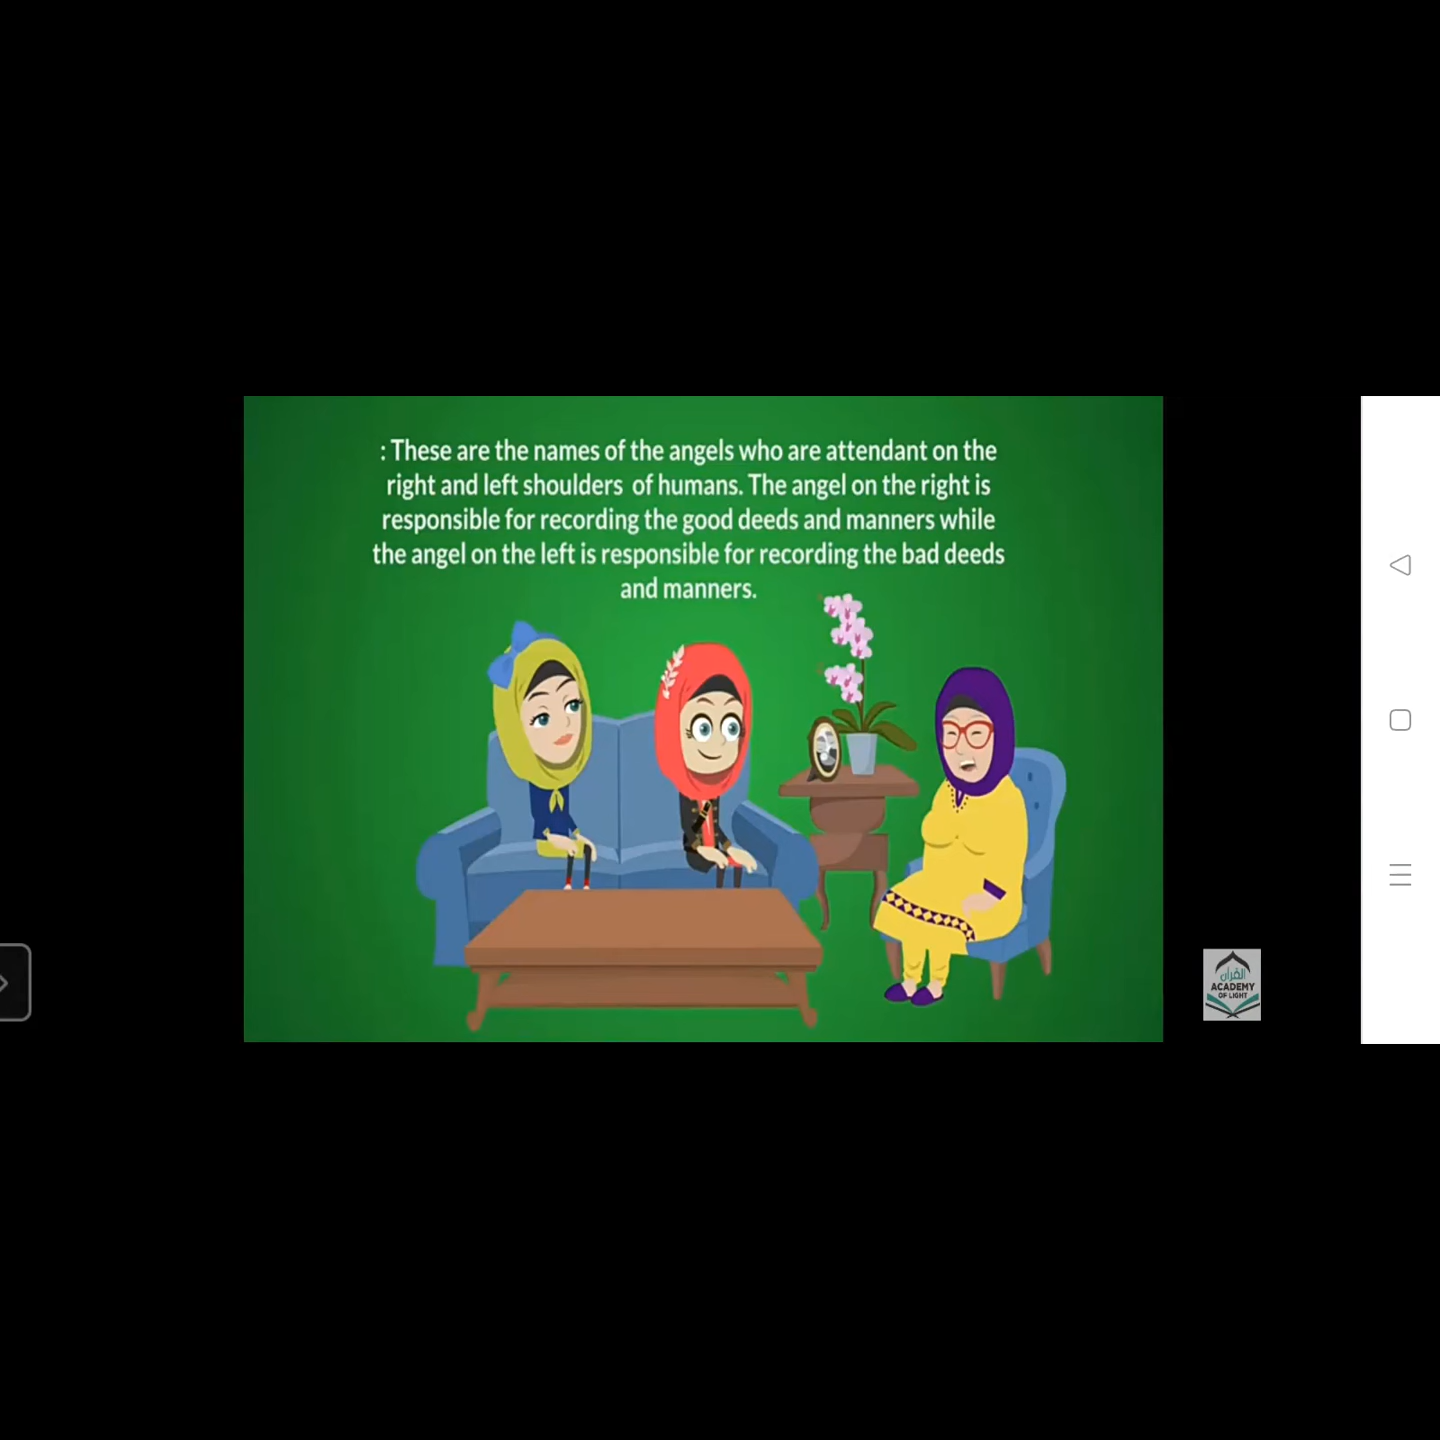 : These are the names of the angels who are attendant on the
right and left shoulders of humans. The angel on the right is
responsible for recording the good deeds and manners while
the angel on the left is responsible for recording the bad deeds
and manners.
القرآن
ACADEMY
OF LIGHT